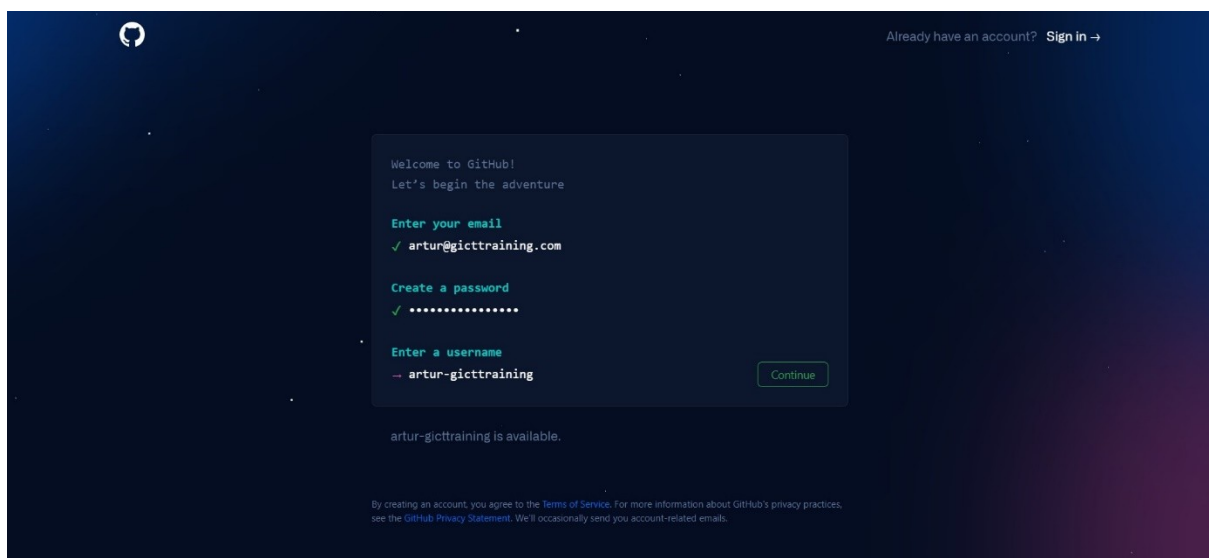 Already have an account? Sign in →
Welcome to GitHub!
Let's begin the adventure
Enter your email
✓ artur@gicttraining.com
Create a password
✓ ••••••••••••••••
Enter a username
→ artur-gicttraining
Continue
artur-gicttraining is available.
By creating an account, you agree to the Terms of Service. For more information about GitHub's privacy practices,
see the GitHub Privacy Statement. We'll occasionally send you account-related emails.